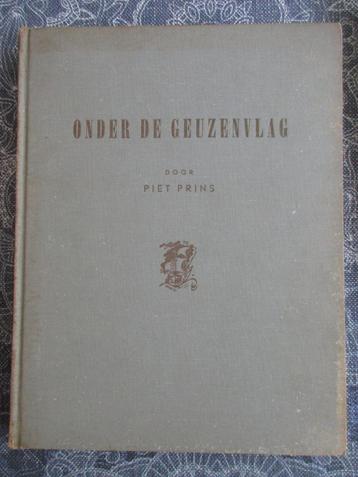 ONDER DE GEUZENVLAG
DOOR
PIET PRINS